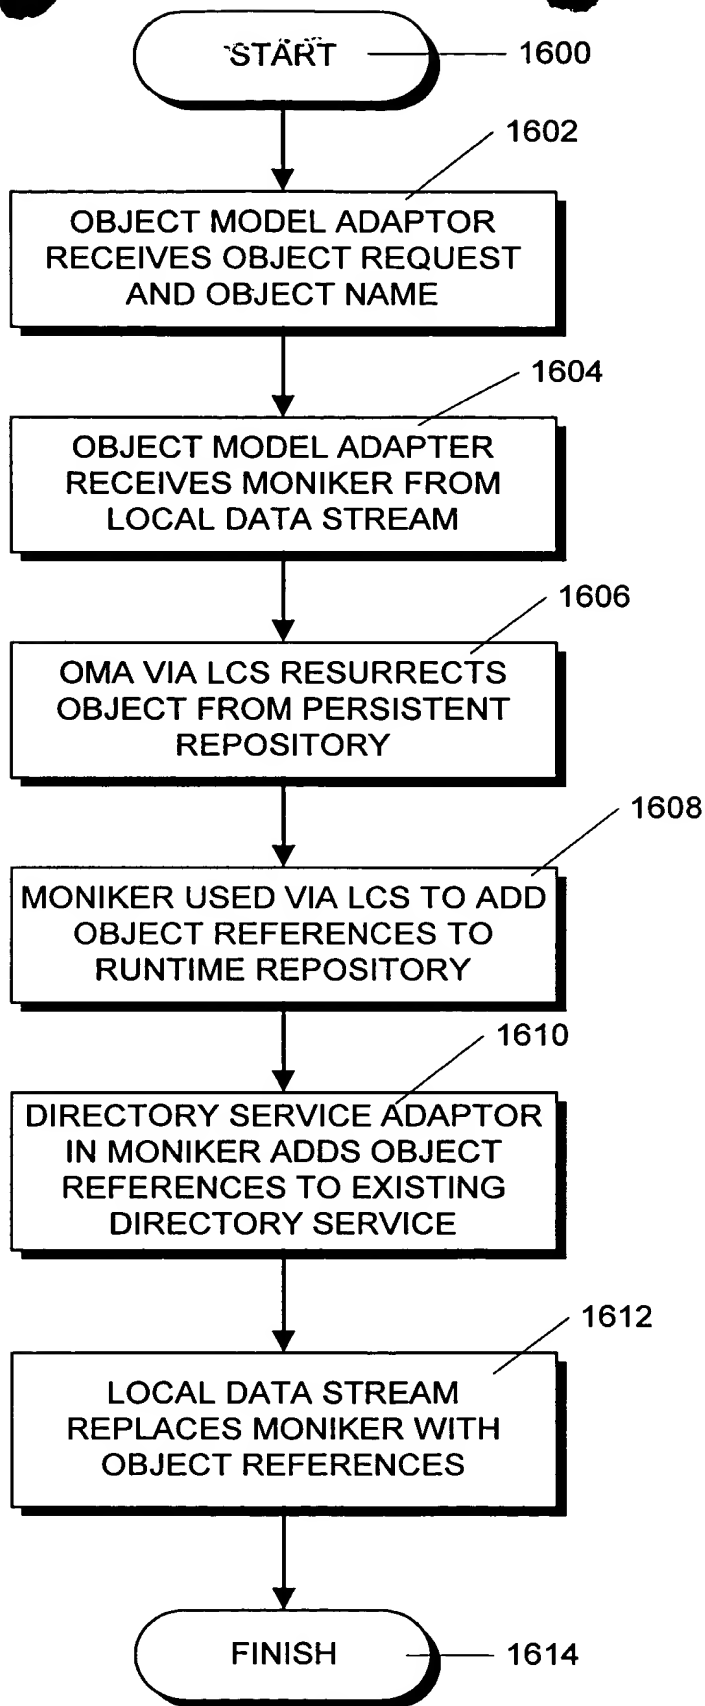 START
1600
1602
OBJECT MODEL ADAPTOR
RECEIVES OBJECT REQUEST
AND OBJECT NAME
1604
OBJECT MODEL ADAPTER
RECEIVES MONIKER FROM
LOCAL DATA STREAM
1606
OMA VIA LCS RESURRECTS
OBJECT FROM PERSISTENT
REPOSITORY
1608
MONIKER USED VIA LCS TO ADD
OBJECT REFERENCES TO
RUNTIME REPOSITORY
1610
DIRECTORY SERVICE ADAPTOR
IN MONIKER ADDS OBJECT
REFERENCES TO EXISTING
DIRECTORY SERVICE
1612
LOCAL DATA STREAM
REPLACES MONIKER WITH
OBJECT REFERENCES
FINISH
1614